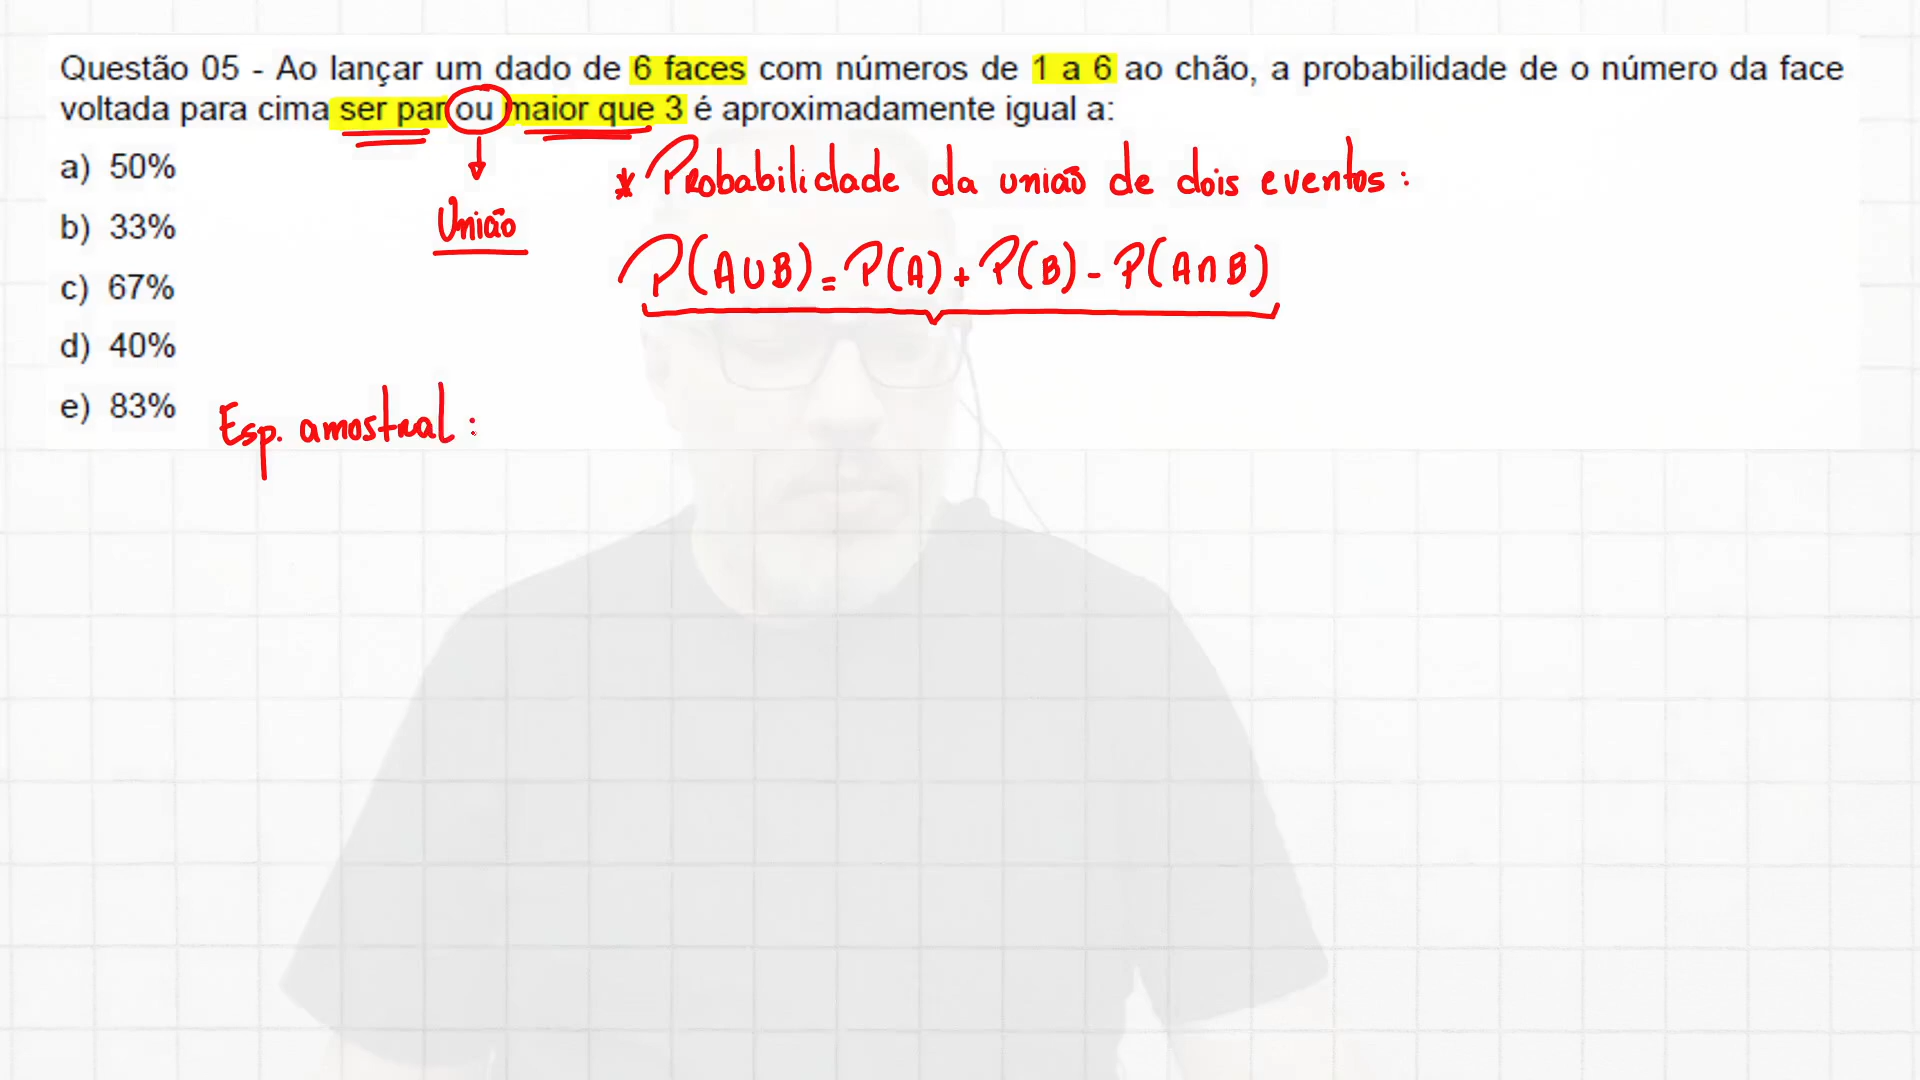 Questão 05 - Ao lançar um dado de 6 faces com números de 1 a 6 ao chão, a probabilidade de o número da face
voltada para cima ser par ou maior que 3 é aproximadamente igual a:
a) 50%
b) 33%
c) 67%
d) 40%
e) 83%
União
* Probabilidade da união de dois eventos:
P(A∪B) = P(A) + P(B) - P(A∩B)
Esp. amostral: